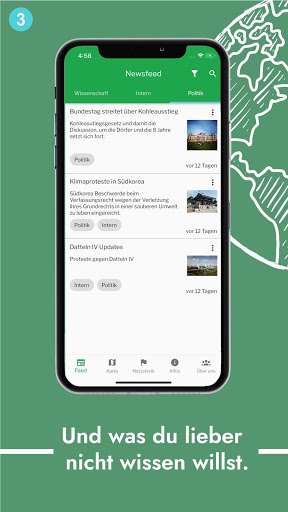 3
4:58
Newsfeed
Wissenschaft Intern Politik
Bundestag streitet über Kohleausstieg
Kohleausstiegsgesetz und damit die
Diskussion, um die Dörfer und die 8 Jahre
setzt sich fort.
Politik
vor 12 Tagen
Klimaproteste in Südkorea
Südkorea Beschwerde beim
Verfassungsrecht wegen der Verletzung
ihres Grundrechts in einer sauberen Umwelt
zu leben eingereicht.
Politik Intern
vor 12 Tagen
Datteln IV Updates
Proteste gegen Datteln IV
Intern Politik
vor 12 Tagen
Feed Karte Netzstreik Infos Über uns
Und was du lieber
nicht wissen willst.